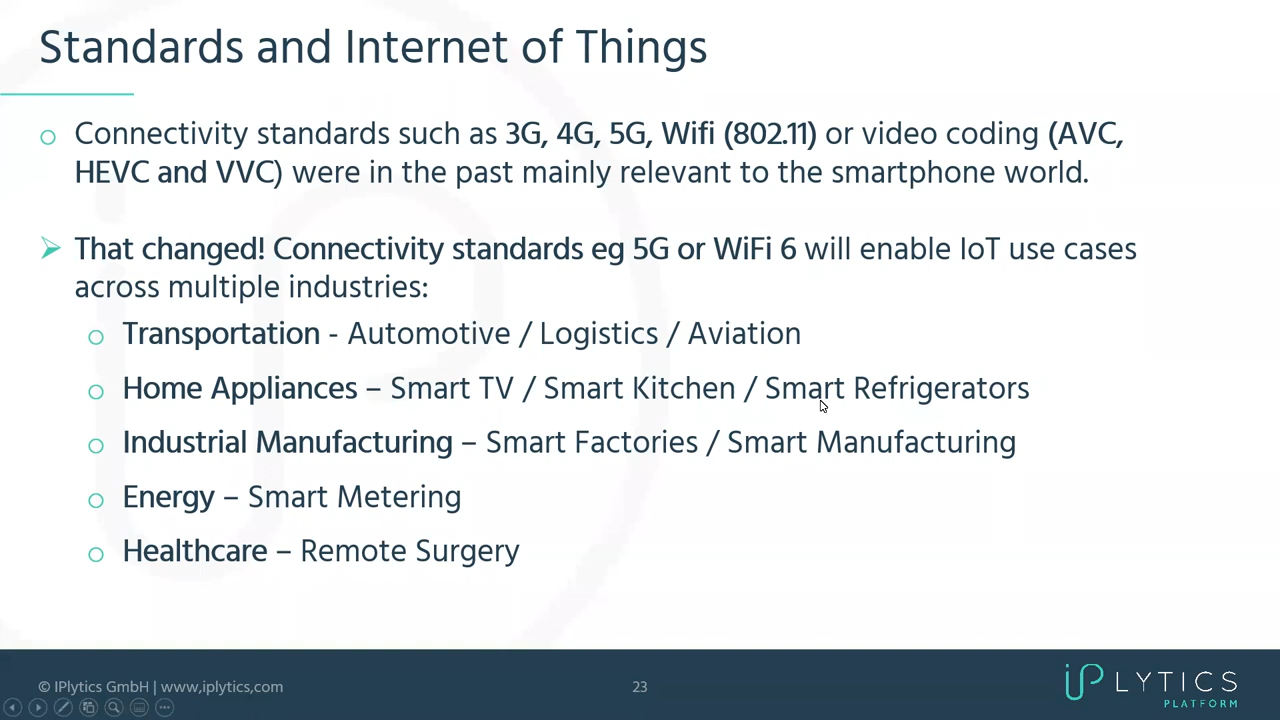 Standards and Internet of Things
Connectivity standards such as 3G, 4G, 5G, Wifi (802.11) or video coding (AVC,
HEVC and VVC) were in the past mainly relevant to the smartphone world.
That changed! Connectivity standards eg 5G or WiFi 6 will enable IoT use cases
across multiple industries:
Transportation - Automotive / Logistics / Aviation
Home Appliances – Smart TV / Smart Kitchen / Smart Refrigerators
Industrial Manufacturing – Smart Factories / Smart Manufacturing
Energy – Smart Metering
Healthcare – Remote Surgery
© IPlytics GmbH | www,iplytics,com
23
iPLYTICS
PLATFORM